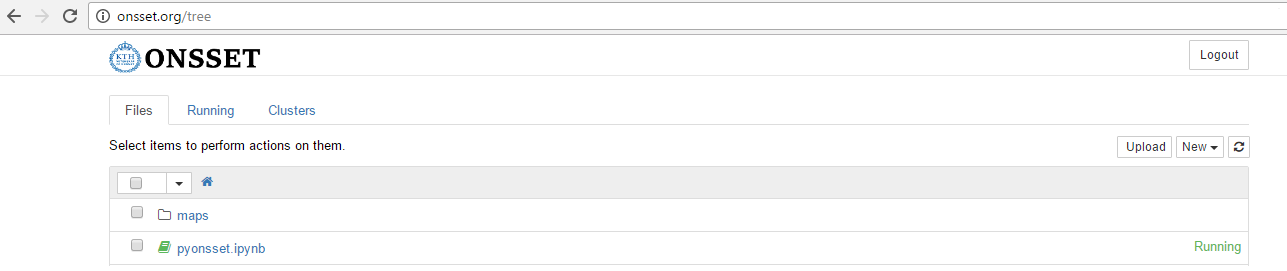 onsset.org/tree
KTH ONSSET
Logout
Files Running Clusters
Select items to perform actions on them.
Upload New
maps
pyonsset.ipynb
Running